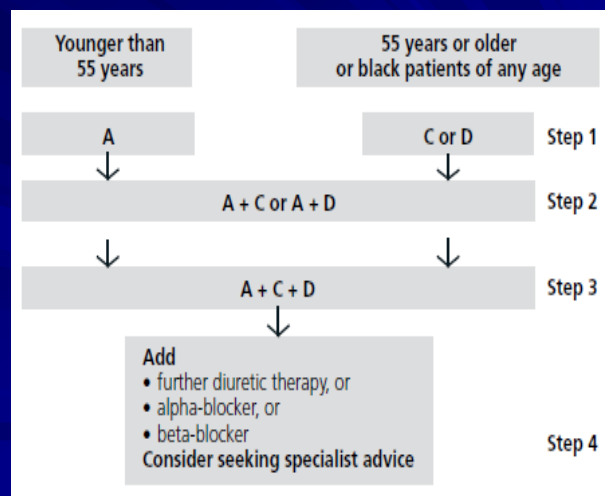 Younger than
55 years
55 years or older
or black patients of any age
A
C or D
Step 1
A + C or A + D
Step 2
A + C + D
Step 3
Add
• further diuretic therapy, or
• alpha-blocker, or
• beta-blocker
Consider seeking specialist advice
Step 4